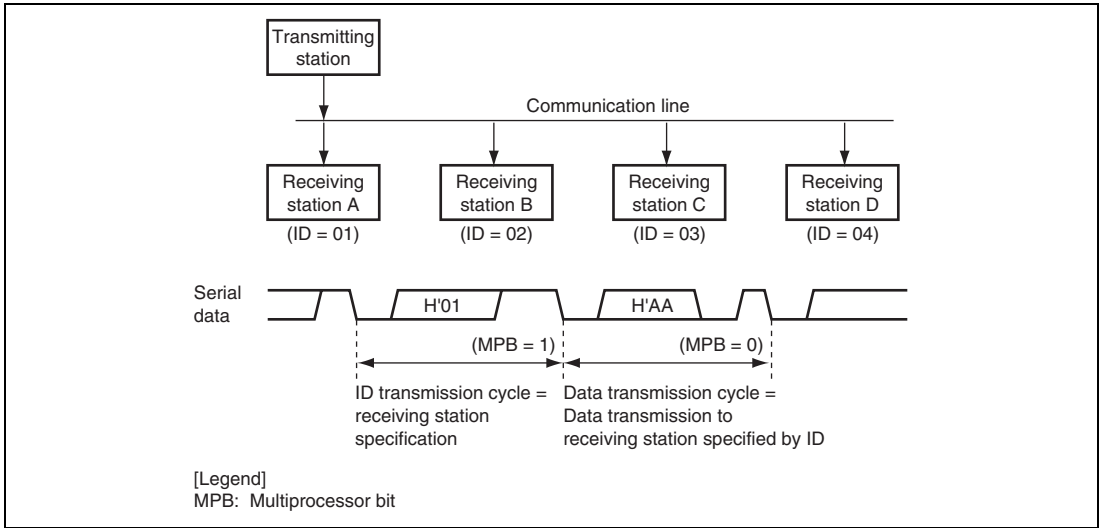 Transmitting
station
Communication line
Receiving
station A
Receiving
station B
Receiving
station C
Receiving
station D
(ID = 01)
(ID = 02)
(ID = 03)
(ID = 04)
Serial
data
H'01
H'AA
(MPB = 1)
(MPB = 0)
ID transmission cycle =
receiving station
specification
Data transmission cycle =
Data transmission to
receiving station specified by ID
[Legend]
MPB: Multiprocessor bit